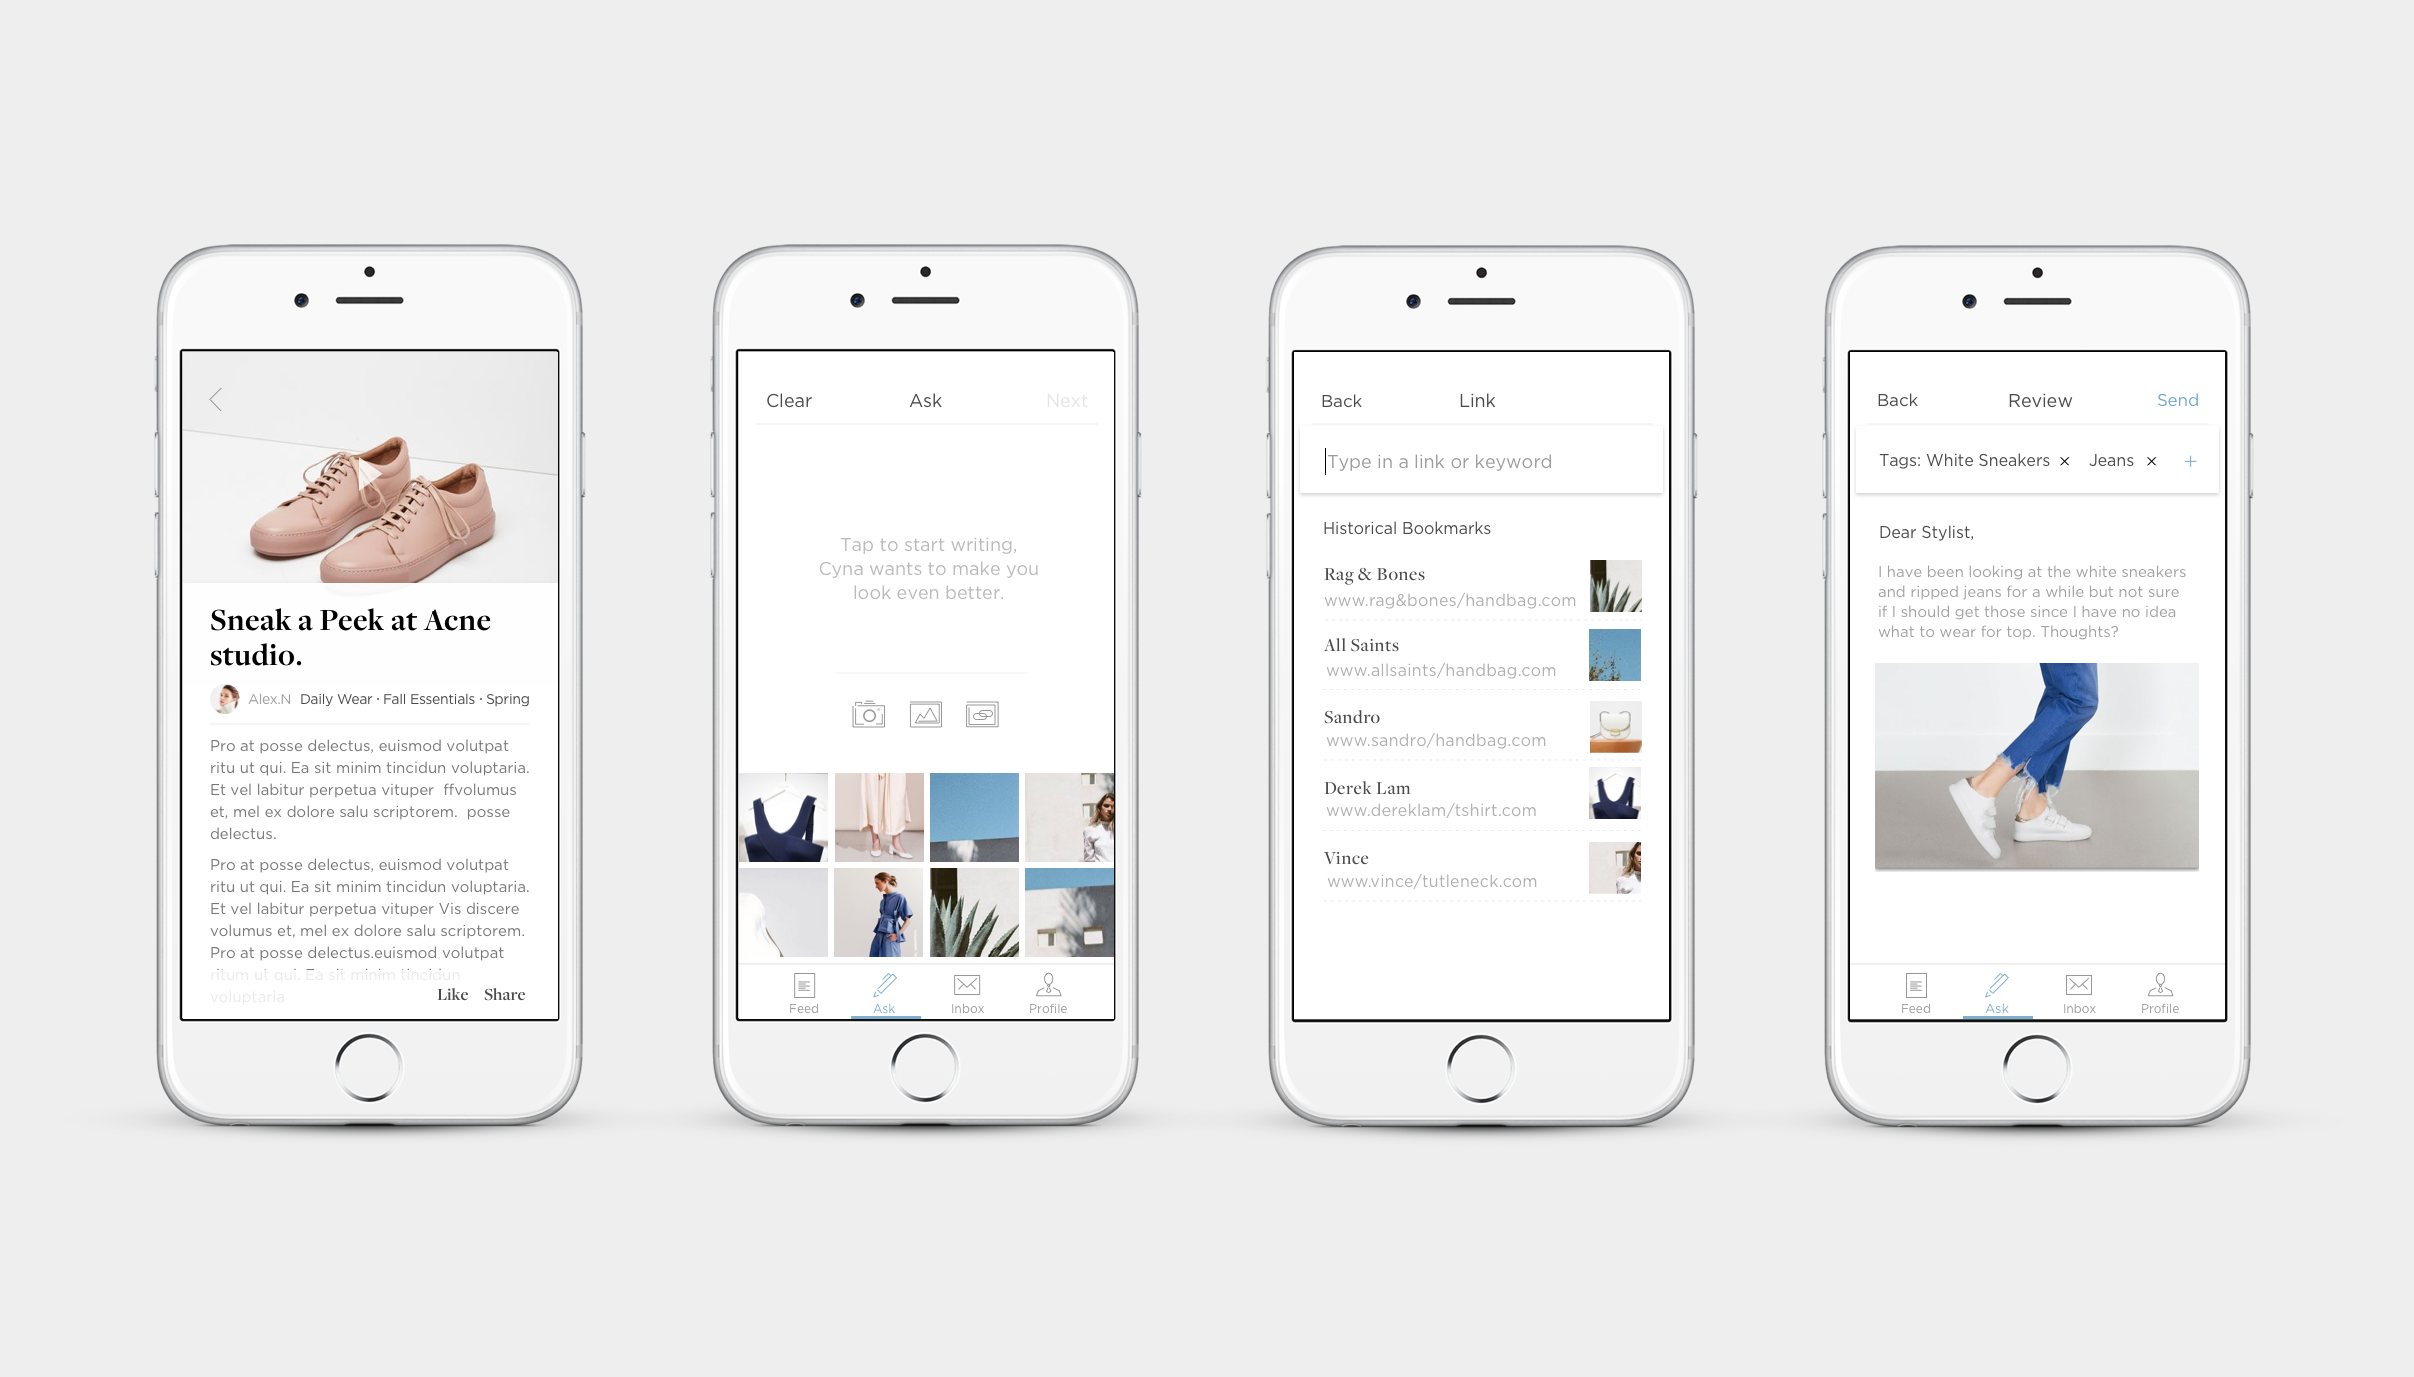 Sneak a Peek at Acne
studio.
Alex.N Daily Wear · Fall Essentials · Spring
Pro at posse delectus, euismod volutpat
ritu ut qui. Ea sit minim tincidun voluptaria.
Et vel labitur perpetua vituper ffvolumus
et, mel ex dolore salu scriptorem. posse
delectus.
Pro at posse delectus, euismod volutpat
ritu ut qui. Ea sit minim tincidun voluptaria.
Et vel labitur perpetua vituper Vis discere
volumus et, mel ex dolore salu scriptorem.
Pro at posse delectus.euismod volutpat
ritum ut qui. Ea sit minim tincidun
voluptaria
Like Share
Clear Ask Next
Tap to start writing,
Cyna wants to make you
look even better.
Feed Ask Inbox Profile
Back Link
Type in a link or keyword
Historical Bookmarks
Rag & Bones
www.rag&bones/handbag.com
All Saints
www.allsaints/handbag.com
Sandro
www.sandro/handbag.com
Derek Lam
www.dereklam/tshirt.com
Vince
www.vince/tutleneck.com
Back Review Send
Tags: White Sneakers × Jeans × +
Dear Stylist,
I have been looking at the white sneakers
and ripped jeans for a while but not sure
if I should get those since I have no idea
what to wear for top. Thoughts?
Feed Ask Inbox Profile